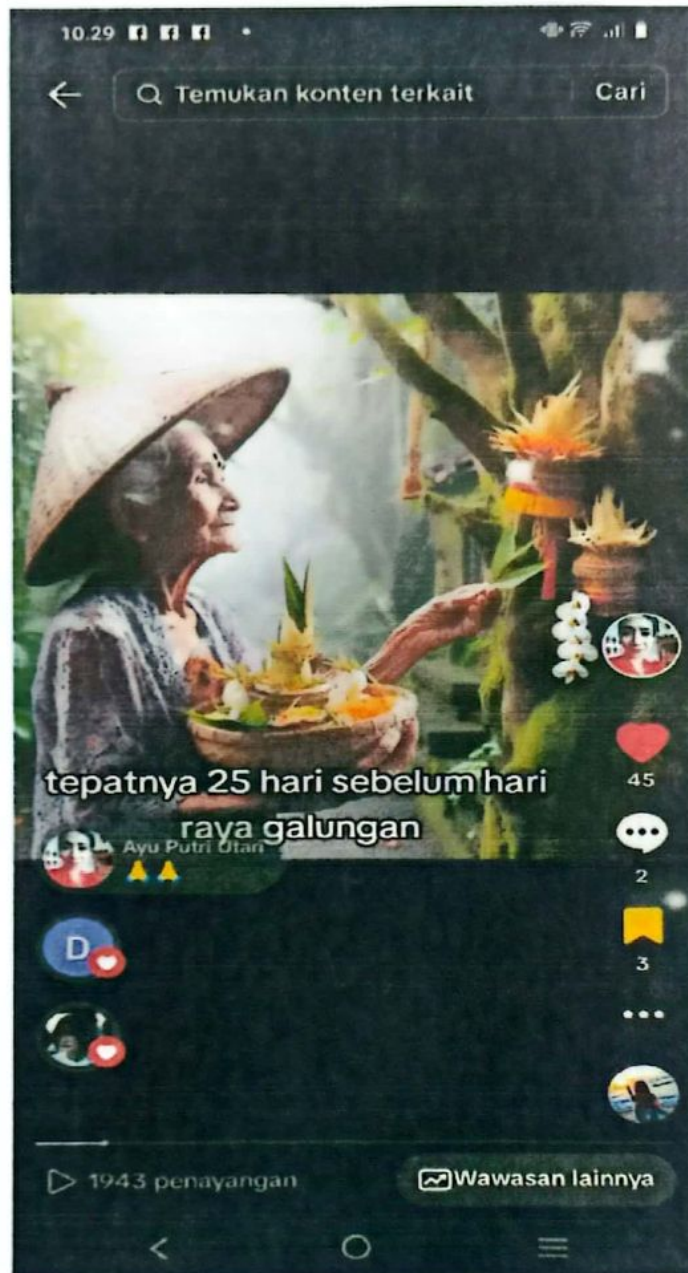 10.29
Temukan konten terkait
Cari
tepatnya 25 hari sebelum hari
raya galungan
Ayu Putri Utari
45
2
D
3
1943 penayangan
Wawasan lainnya